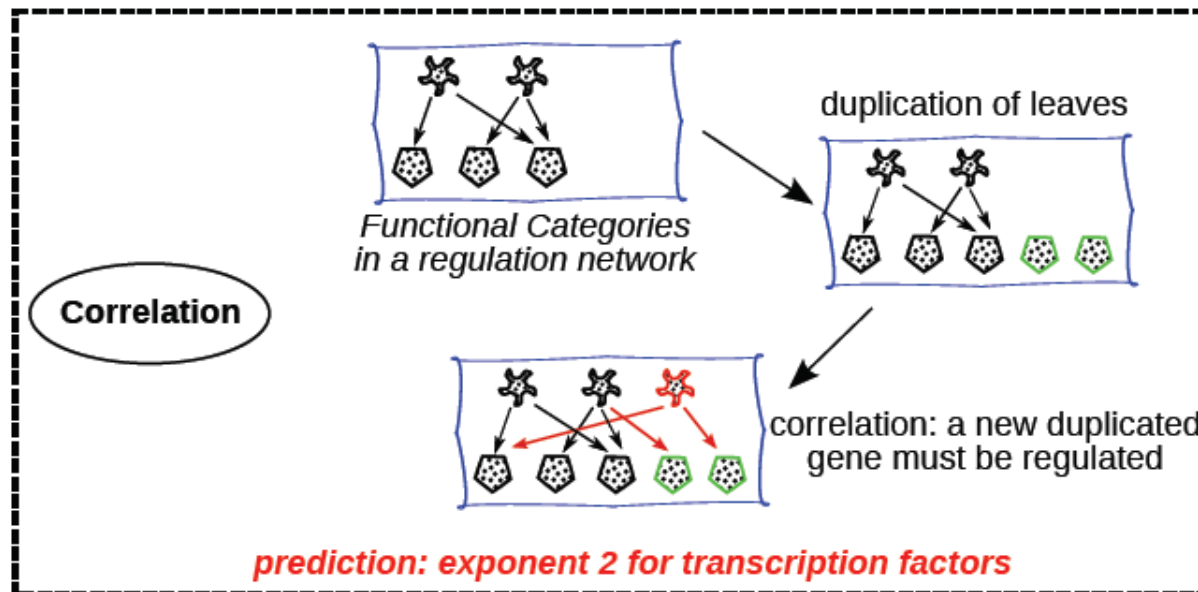 duplication of leaves
Functional Categories
in a regulation network
Correlation
correlation: a new duplicated
gene must be regulated
prediction: exponent 2 for transcription factors